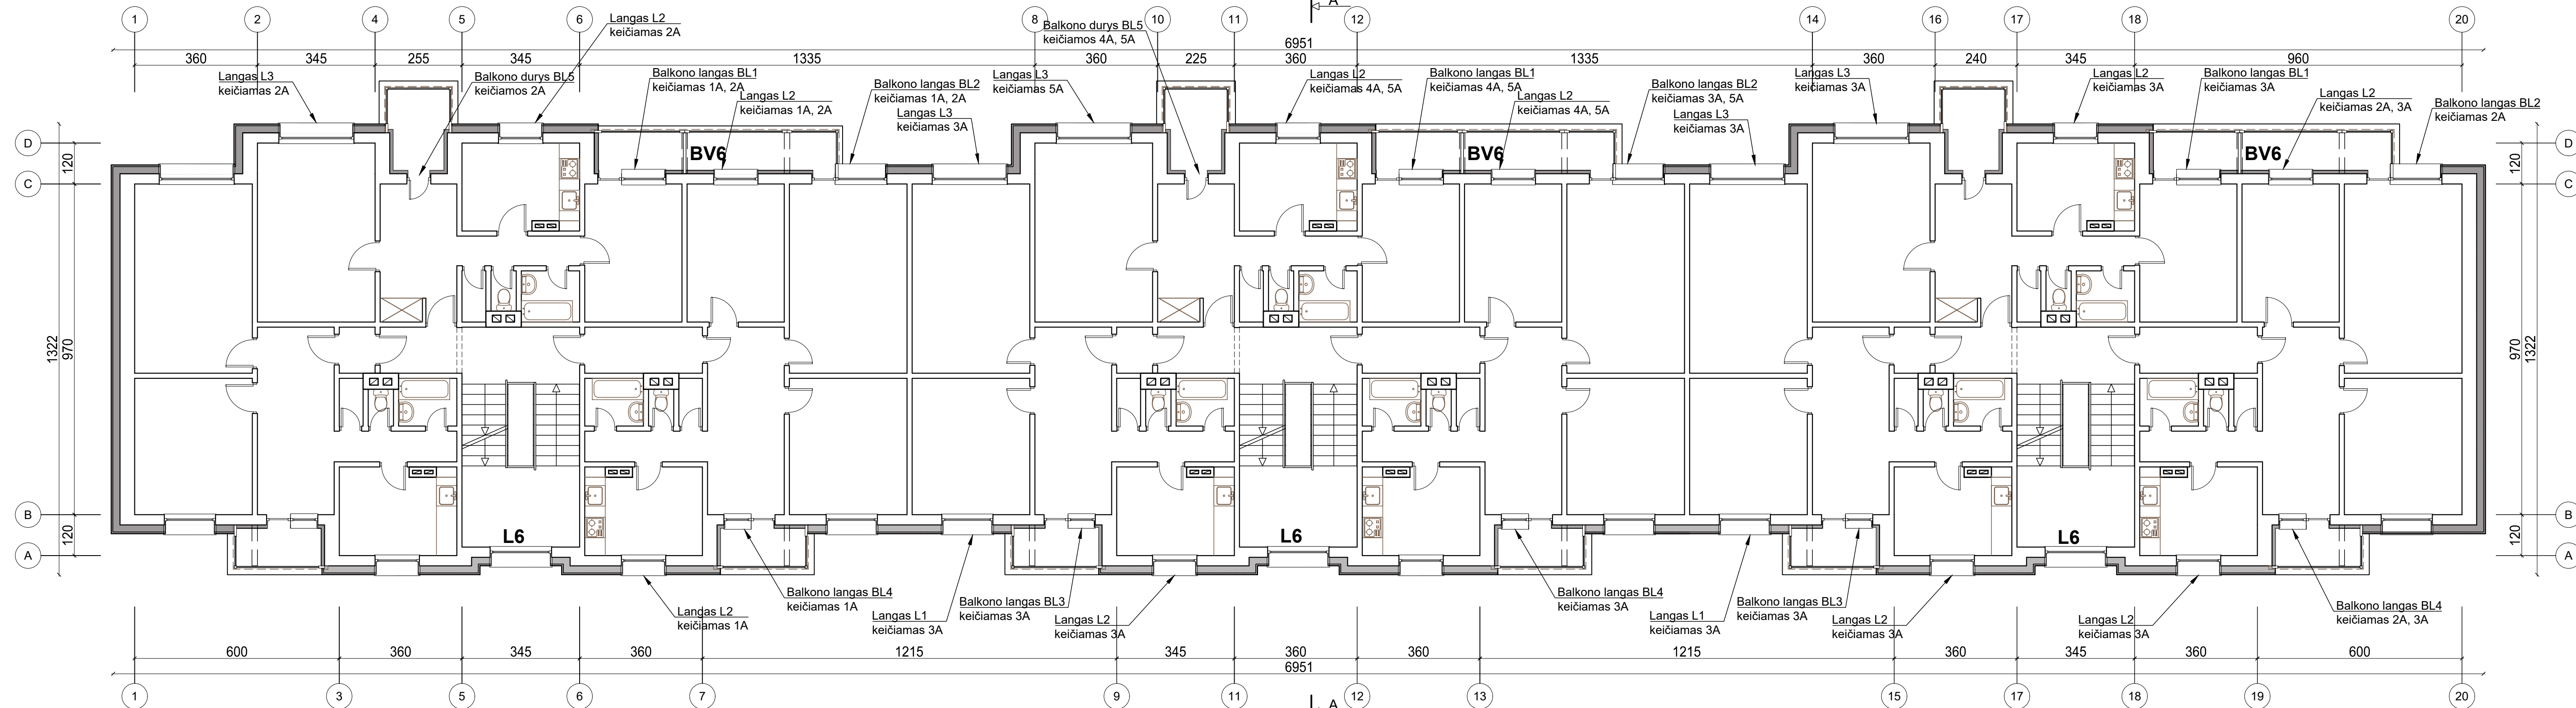 A
1 2 4 5 6 8 10 11 12 14 16 17 18 20
6951
360 345 255 345 1335 360 225 360 1335 360 240 345 960
Langas L2
keičiamas 2A
Balkono durys BL5
keičiamos 4A, 5A
Langas L3
keičiamas 2A
Balkono durys BL5
keičiamos 2A
Balkono langas BL1
keičiamas 1A, 2A
Langas L2
keičiamas 1A, 2A
Balkono langas BL2
keičiamas 1A, 2A
Langas L3
keičiamas 3A
Langas L3
keičiamas 5A
Langas L2
keičiamas 4A, 5A
Balkono langas BL1
keičiamas 4A, 5A
Langas L2
keičiamas 4A, 5A
Balkono langas BL2
keičiamas 3A, 5A
Langas L3
keičiamas 3A
Langas L3
keičiamas 3A
Langas L2
keičiamas 3A
Balkono langas BL1
keičiamas 3A
Langas L2
keičiamas 2A, 3A
Balkono langas BL2
keičiamas 2A
D D
120 120
BV6 BV6 BV6
C C
1322 970 970 1322
B B
120 120
L6 L6 L6
A A
Langas L2
keičiamas 1A
Balkono langas BL4
keičiamas 1A
Langas L1
keičiamas 3A
Balkono langas BL3
keičiamas 3A
Langas L2
keičiamas 3A
Balkono langas BL4
keičiamas 3A
Langas L1
keičiamas 3A
Balkono langas BL3
keičiamas 3A
Langas L2
keičiamas 3A
Langas L2
keičiamas 3A
Balkono langas BL4
keičiamas 2A, 3A
600 360 345 360 1215 345 360 360 1215 360 345 360 600
6951
1 3 5 6 7 9 11 12 13 15 17 18 19 20
A